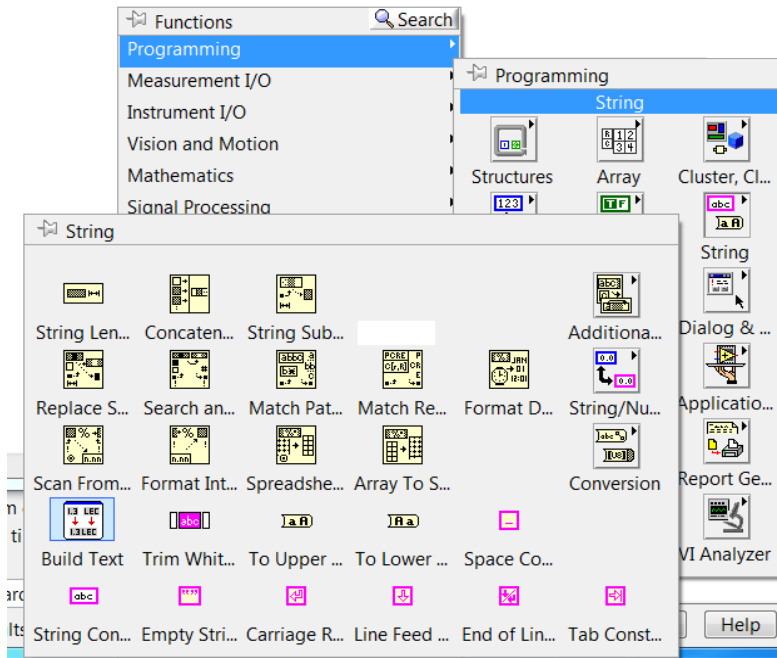 Functions
Search
Programming
Measurement I/O
Instrument I/O
Vision and Motion
Mathematics
Signal Processing
Programming
String
Structures
Array
Cluster, Cl...
String
Dialog & ...
Applicatio...
Report Ge...
VI Analyzer
String
String Len...
Concaten...
String Sub...
Additiona...
Replace S...
Search an...
Match Pat...
Match Re...
Format D...
String/Nu...
Scan From...
Format Int...
Spreadshe...
Array To S...
Conversion
Build Text
Trim Whit...
To Upper ...
To Lower ...
Space Co...
String Con...
Empty Stri...
Carriage R...
Line Feed ...
End of Lin...
Tab Const...
Help